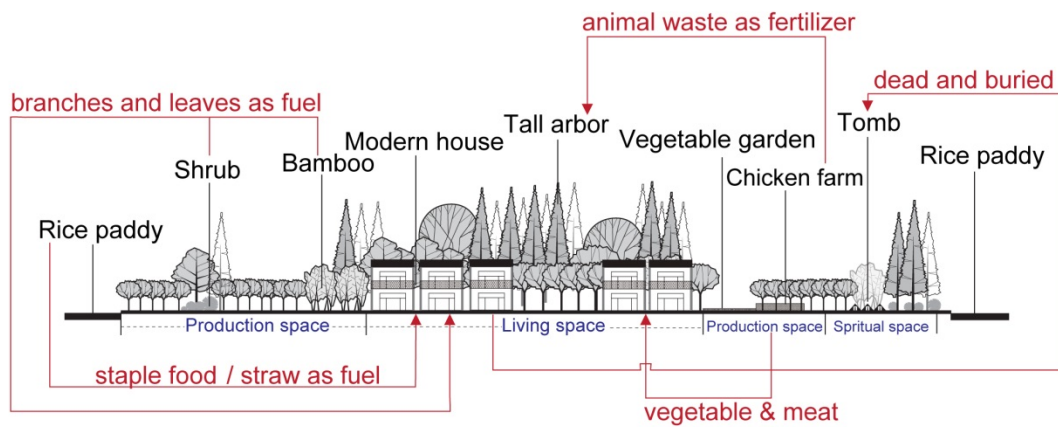 animal waste as fertilizer
dead and buried
branches and leaves as fuel
Tall arbor
Tomb
Modern house
Vegetable garden
Shrub
Bamboo
Chicken farm
Rice paddy
Rice paddy
Production space
Living space
Production space
Spritual space
staple food / straw as fuel
vegetable & meat